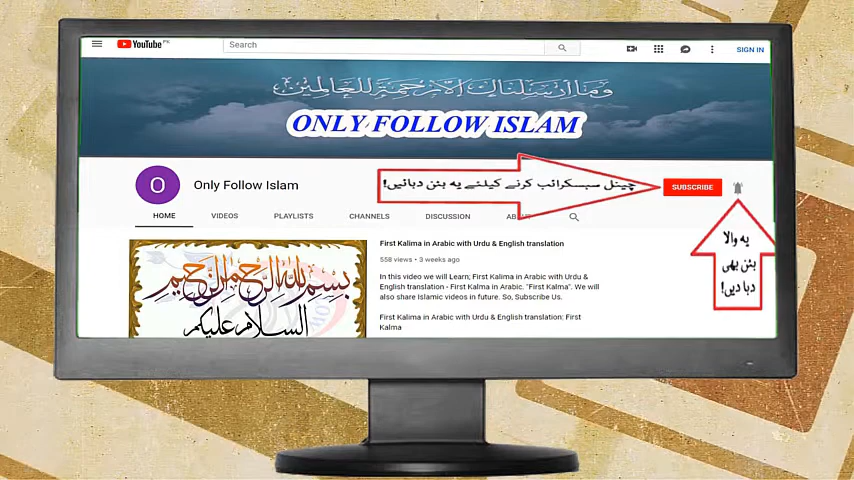 YouTube PK
Search
SIGN IN
وما أرسلناك إلا رحمة للعالمين
ONLY FOLLOW ISLAM
O
Only Follow Islam
چینل سبسکرائب کرنے کیلئے یہ بٹن دبائیں!
SUBSCRIBE
HOME VIDEOS PLAYLISTS CHANNELS DISCUSSION
یہ والا
بٹن بھی
دبا دیں!
First Kalima in Arabic with Urdu & English translation
558 views • 3 weeks ago
In this video we will Learn; First Kalima in Arabic with Urdu &
English translation - First Kalima in Arabic. "First Kalma". We will
also share Islamic videos in future. So, Subscribe Us.
First Kalima in Arabic with Urdu & English translation: First
Kalma
بسم الله الرحمن الرحيم
السلام عليكم